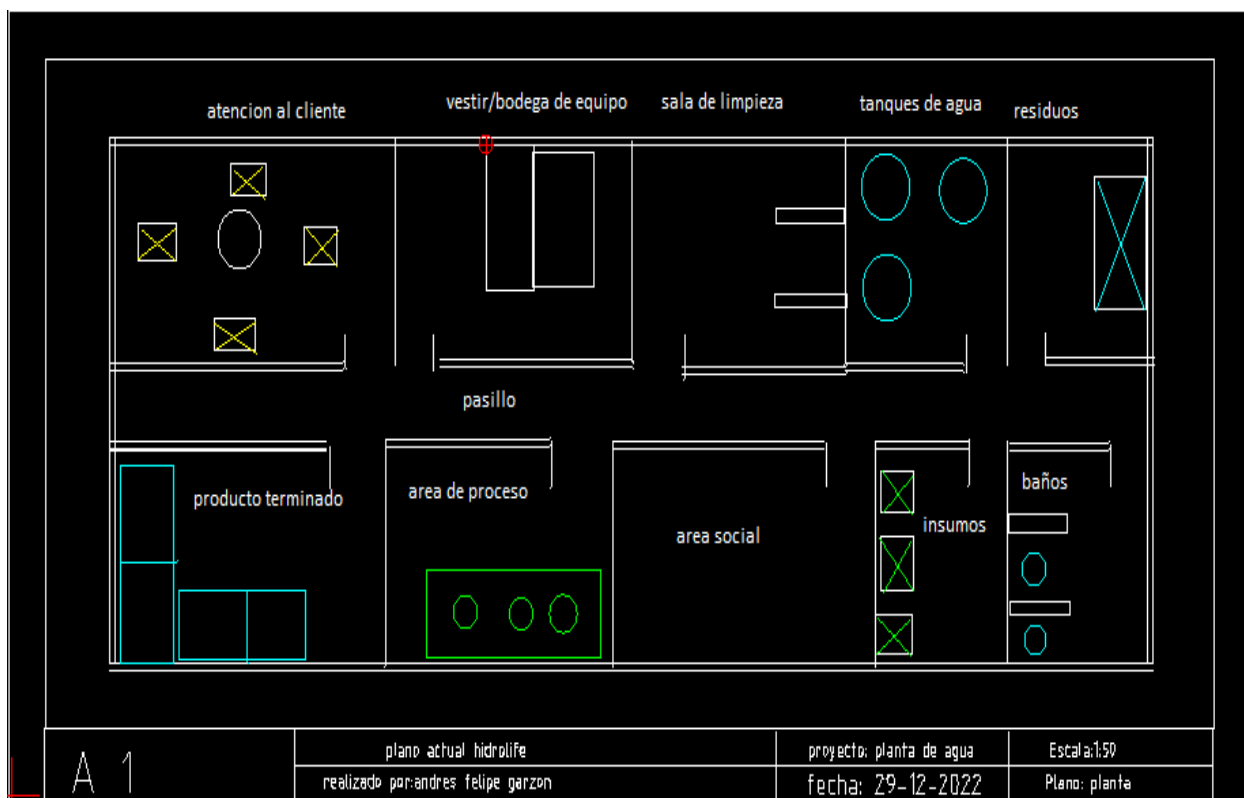 atencion al cliente
vestir/bodega de equipo
sala de limpieza
tanques de agua
residuos
pasillo
producto terminado
area de proceso
area social
insumos
baños
A 1
plano actual hidrolife
realizado por:andres felipe garzon
proyecto: planta de agua
fecha: 29-12-2022
Escala:1:50
Plano: planta